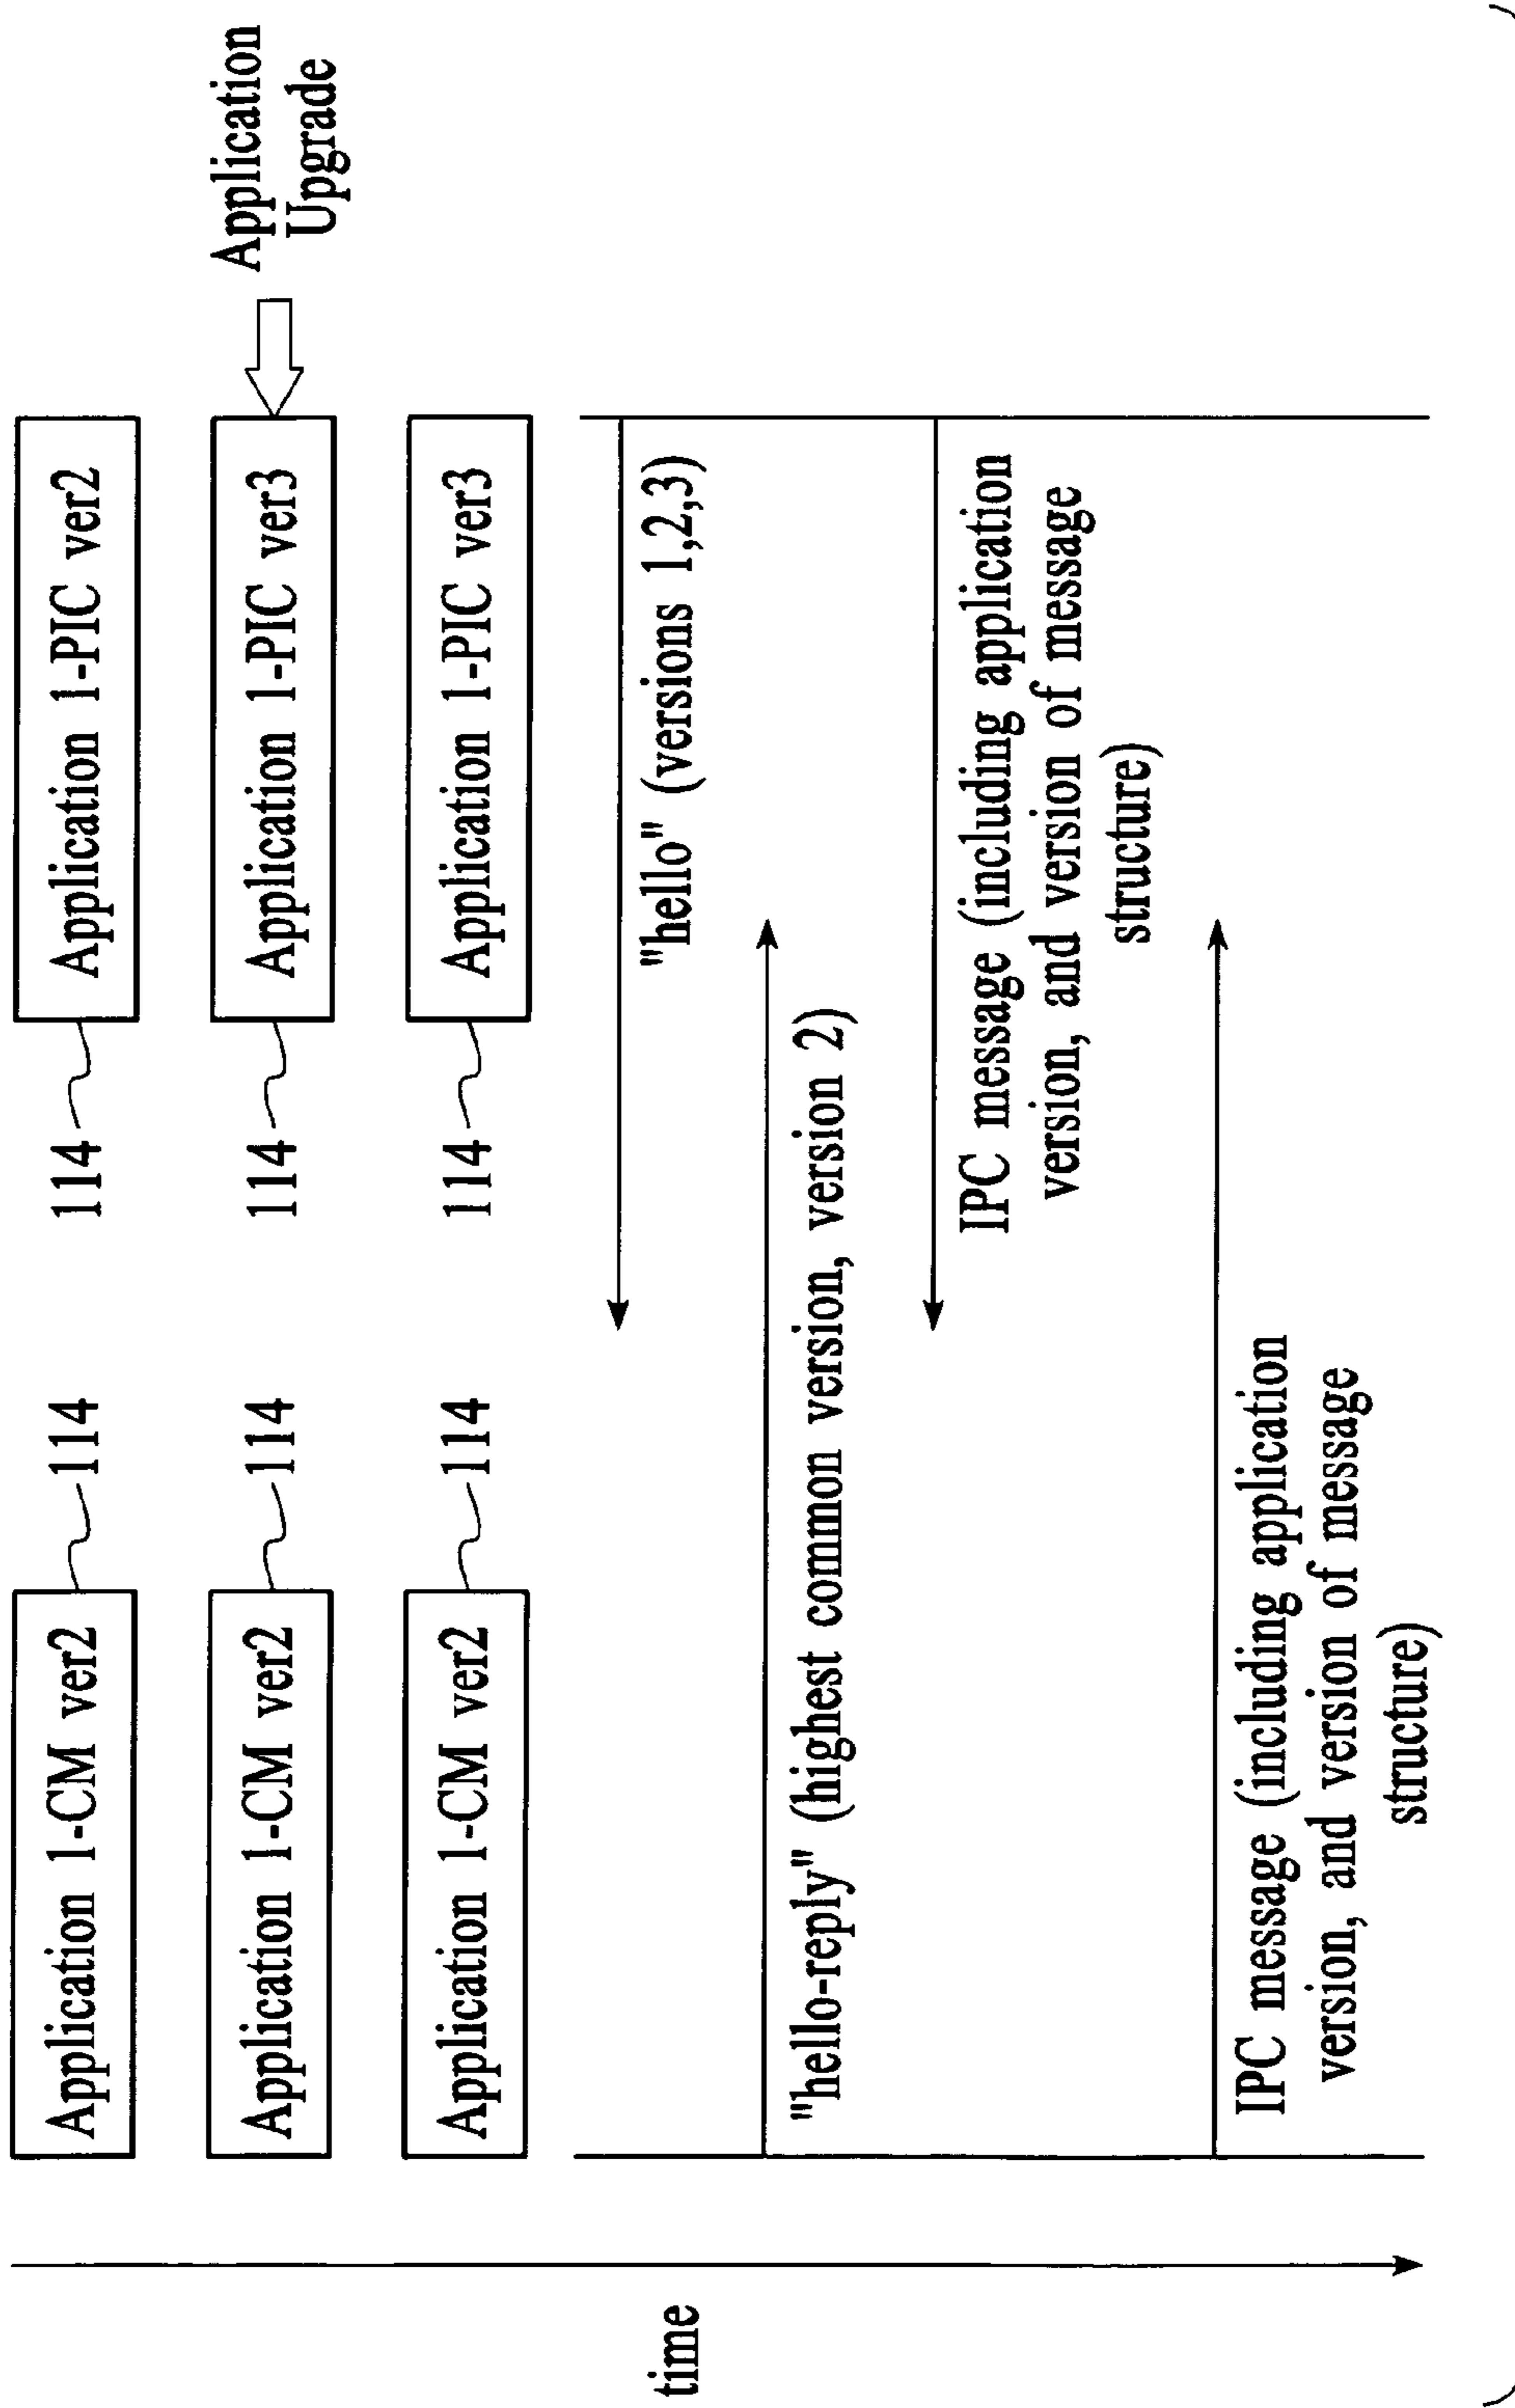 Application 1-CM ver2
114
114
Application 1-PIC ver2
Application 1-CM ver2
114
114
Application 1-PIC ver3
Application
Upgrade
Application 1-CM ver2
114
114
Application 1-PIC ver3
time
"hello" (versions 1,2,3)
"hello-reply" (highest common version, version 2)
IPC message (including application
version, and version of message
structure)
IPC message (including application
version, and version of message
structure)